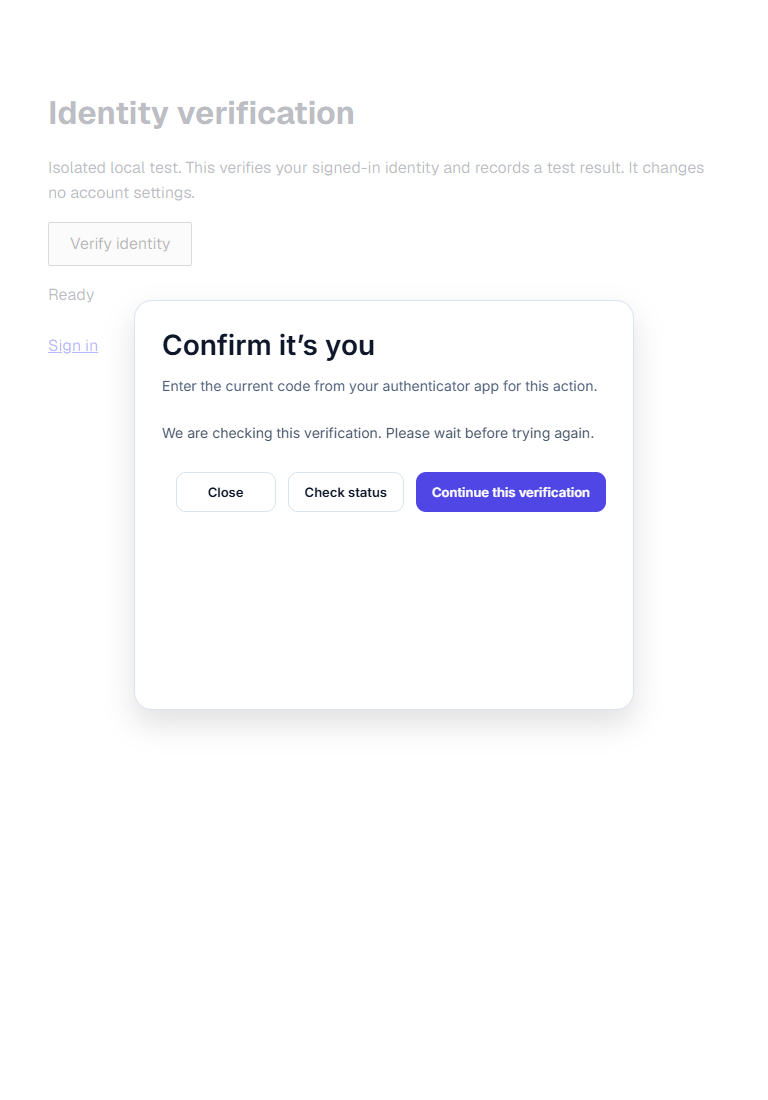 Identity verification
Isolated local test. This verifies your signed-in identity and records a test result. It changes
no account settings.
Verify identity
Ready
Sign in
Confirm it’s you
Enter the current code from your authenticator app for this action.
We are checking this verification. Please wait before trying again.
Close
Check status
Continue this verification